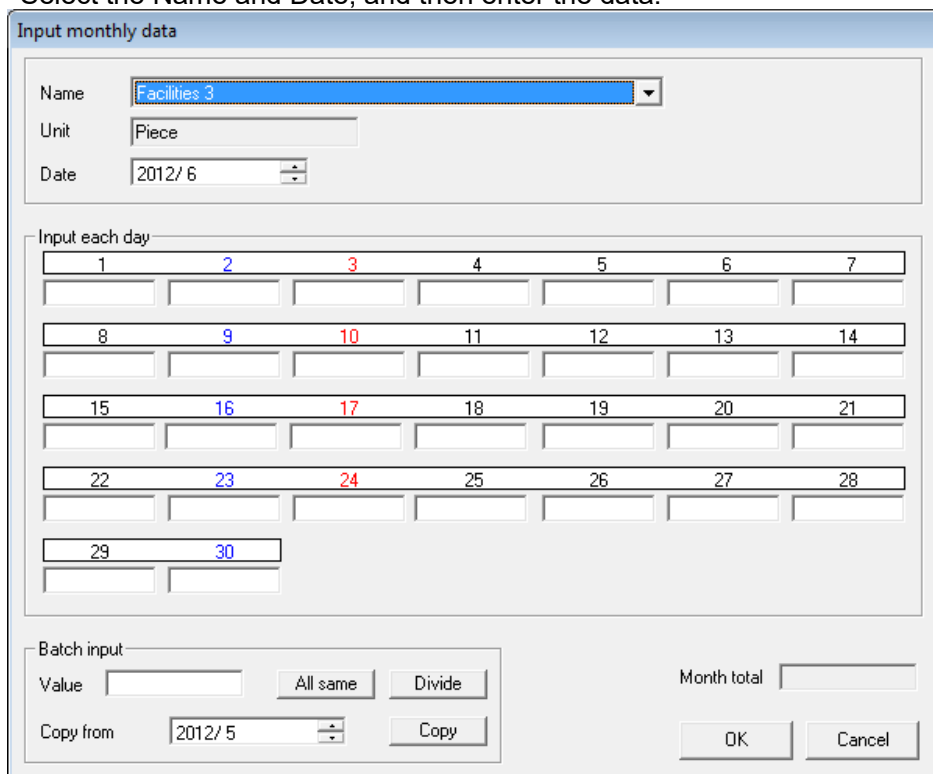 Select the Name and Date, and then enter the data.
Input monthly data
Name Facilities 3
Unit Piece
Date 2012/ 6
Input each day
1 2 3 4 5 6 7
8 9 10 11 12 13 14
15 16 17 18 19 20 21
22 23 24 25 26 27 28
29 30
Batch input
Value All same Divide
Month total
Copy from 2012/ 5 Copy
OK Cancel